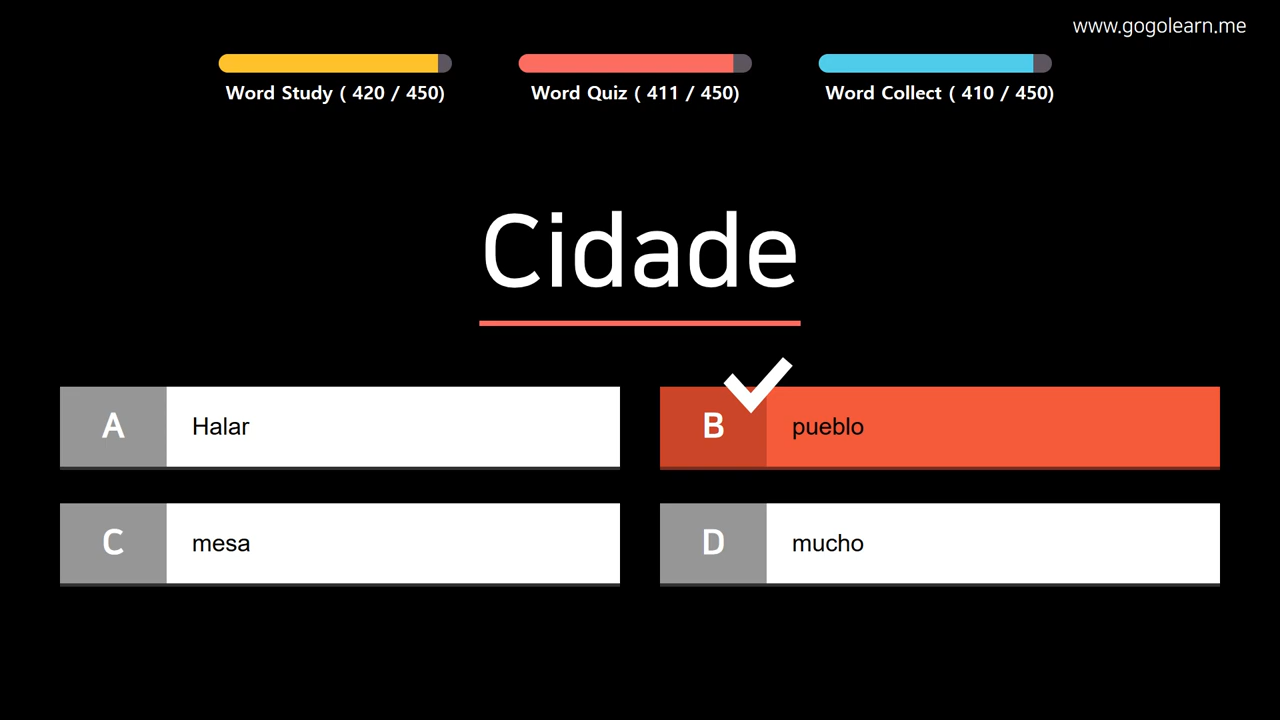 www.gogolearn.me
Word Study ( 420 / 450)
Word Quiz ( 411 / 450)
Word Collect ( 410 / 450)
Cidade
A Halar
B pueblo
C mesa
D mucho